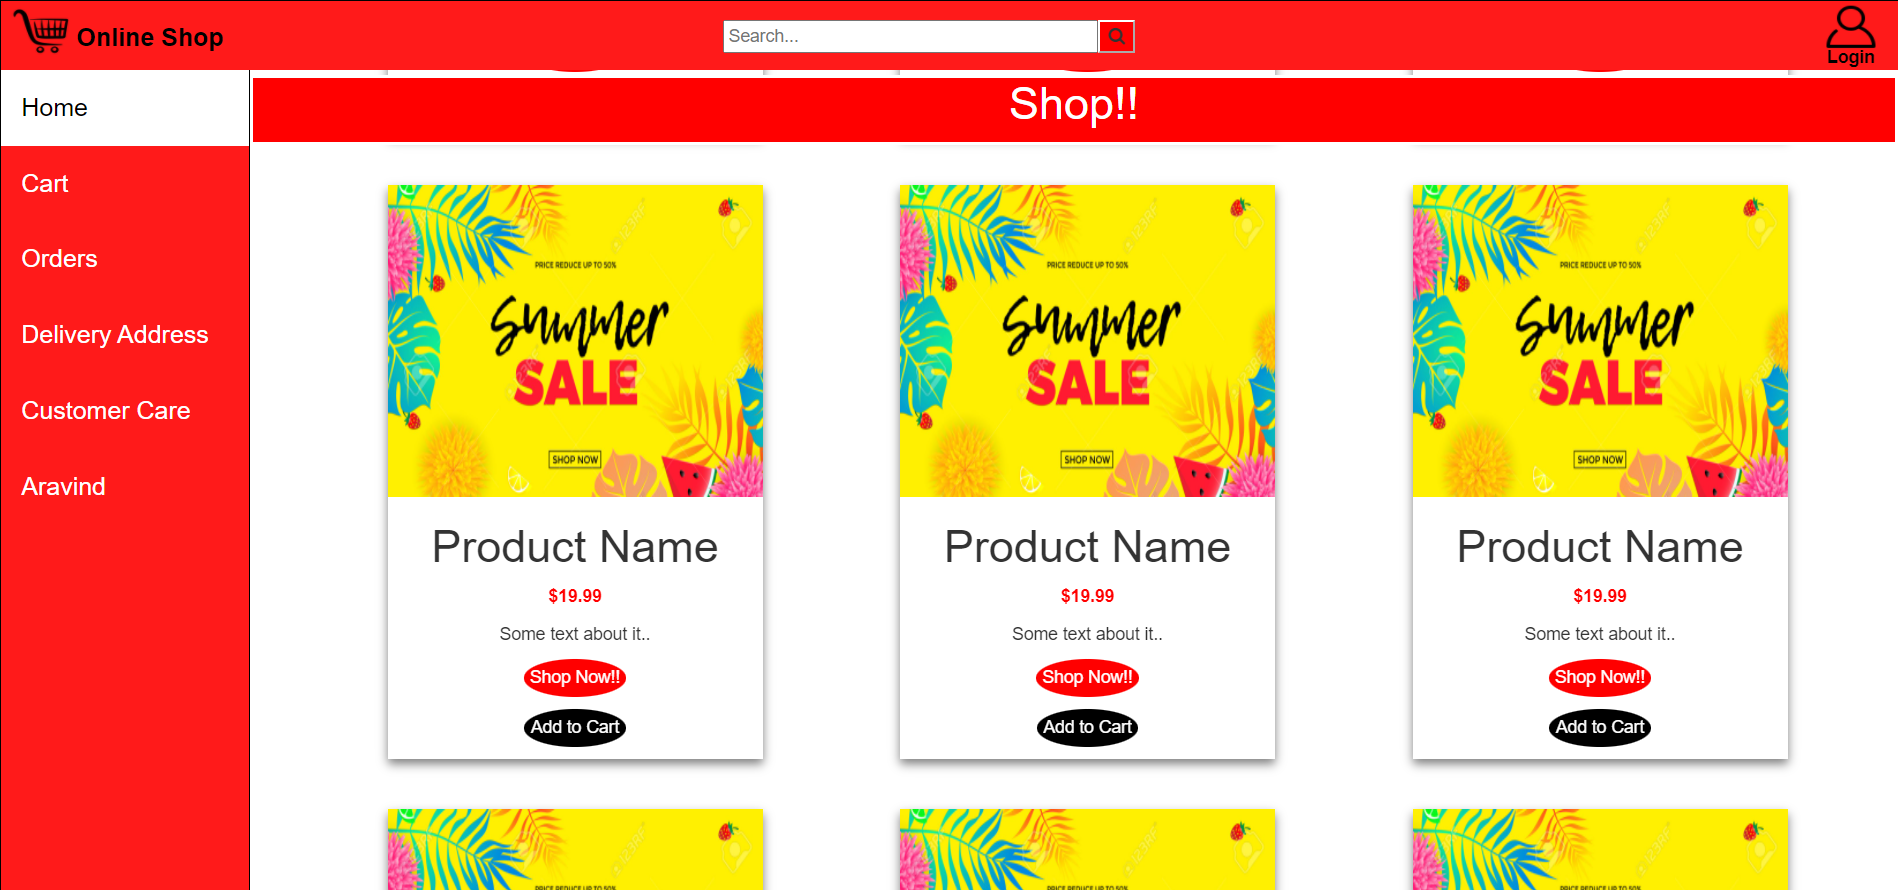 Online Shop
Search...
Login
Home
Cart
Orders
Delivery Address
Customer Care
Aravind
Shop!!
PRICE REDUCE UP TO 50%
Summer
SALE
SHOP NOW
Product Name
$19.99
Some text about it..
Shop Now!!
Add to Cart
PRICE REDUCE UP TO 50%
Summer
SALE
SHOP NOW
Product Name
$19.99
Some text about it..
Shop Now!!
Add to Cart
PRICE REDUCE UP TO 50%
Summer
SALE
SHOP NOW
Product Name
$19.99
Some text about it..
Shop Now!!
Add to Cart
PRICE REDUCE UP TO 50%
PRICE REDUCE UP TO 50%
PRICE REDUCE UP TO 50%